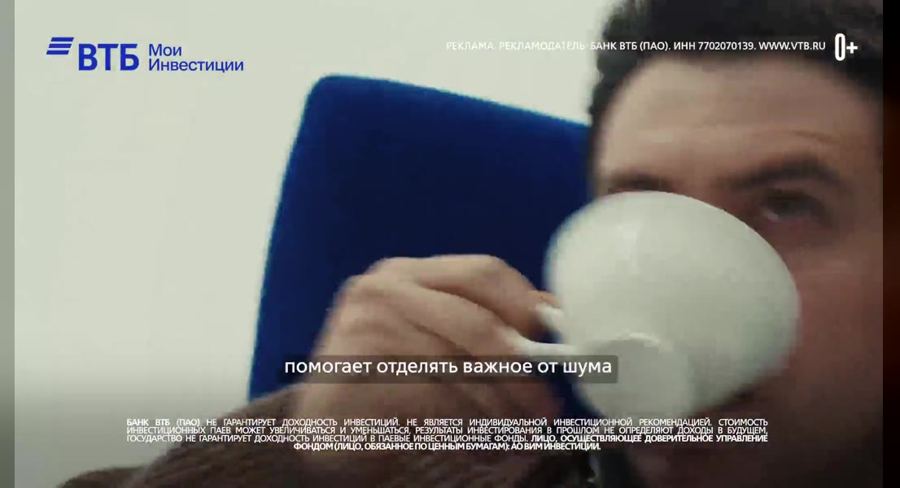 ВТБ Мои
Инвестиции
РЕКЛАМА. РЕКЛАМОДАТЕЛЬ: БАНК ВТБ (ПАО). ИНН 7702070139. WWW.VTB.RU 0+
помогает отделять важное от шума
БАНК ВТБ (ПАО) НЕ ГАРАНТИРУЕТ ДОХОДНОСТЬ ИНВЕСТИЦИЙ. НЕ ЯВЛЯЕТСЯ ИНДИВИДУАЛЬНОЙ ИНВЕСТИЦИОННОЙ РЕКОМЕНДАЦИЕЙ. СТОИМОСТЬ
ИНВЕСТИЦИОННЫХ ПАЕВ МОЖЕТ УВЕЛИЧИВАТЬСЯ И УМЕНЬШАТЬСЯ, РЕЗУЛЬТАТЫ ИНВЕСТИРОВАНИЯ В ПРОШЛОМ НЕ ОПРЕДЕЛЯЮТ ДОХОДЫ В БУДУЩЕМ,
ГОСУДАРСТВО НЕ ГАРАНТИРУЕТ ДОХОДНОСТЬ ИНВЕСТИЦИЙ В ПАЕВЫЕ ИНВЕСТИЦИОННЫЕ ФОНДЫ. ЛИЦО, ОСУЩЕСТВЛЯЮЩЕЕ ДОВЕРИТЕЛЬНОЕ УПРАВЛЕНИЕ
ФОНДОМ (ЛИЦО, ОБЯЗАННОЕ ПО ЦЕННЫМ БУМАГАМ): АО ВИМ ИНВЕСТИЦИИ.